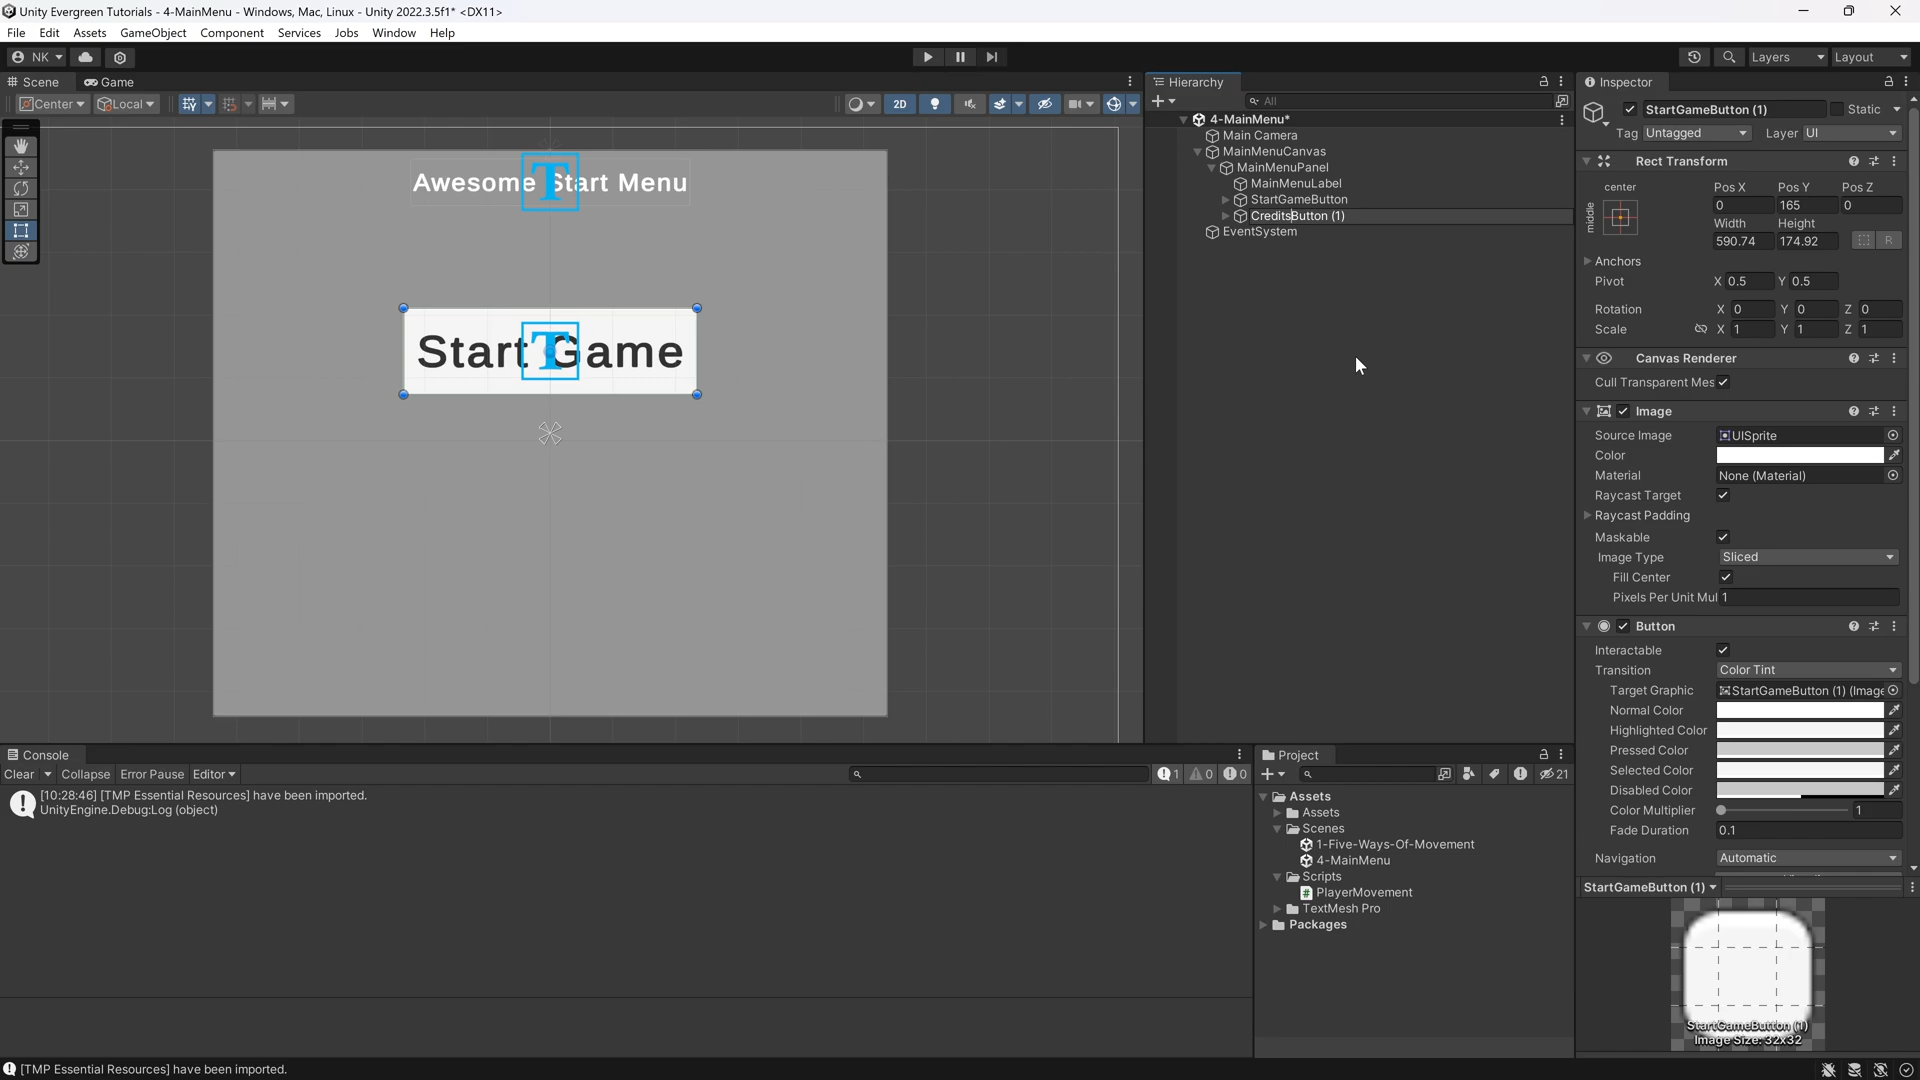 Unity Evergreen Tutorials - 4-MainMenu - Windows, Mac, Linux - Unity 2022.3.5f1* <DX11>
File Edit Assets GameObject Component Services Jobs Window Help
NK
Layers
Layout
Scene
Game
Center
Local
2D
Awesome Start Menu
T
Start Game
T
Hierarchy
All
4-MainMenu*
Main Camera
MainMenuCanvas
MainMenuPanel
MainMenuLabel
StartGameButton
CreditsButton (1)
EventSystem
Inspector
StartGameButton (1)
Static
Tag Untagged Layer UI
Rect Transform
center
middle
Pos X Pos Y Pos Z
0 165 0
Width Height
590.74 174.92
R
Anchors
Pivot X 0.5 Y 0.5
Rotation X 0 Y 0 Z 0
Scale X 1 Y 1 Z 1
Canvas Renderer
Cull Transparent Mes
Image
Source Image UISprite
Color
Material None (Material)
Raycast Target
Raycast Padding
Maskable
Image Type Sliced
Fill Center
Pixels Per Unit Mul 1
Button
Interactable
Transition Color Tint
Target Graphic StartGameButton (1) (Image
Normal Color
Highlighted Color
Pressed Color
Selected Color
Disabled Color
Color Multiplier 1
Fade Duration 0.1
Navigation Automatic
StartGameButton (1)
StartGameButton (1)
Image Size: 32x32
Console
Clear Collapse Error Pause Editor
1 0 0
[10:28:46] [TMP Essential Resources] have been imported.
UnityEngine.Debug:Log (object)
Project
21
Assets
Assets
Scenes
1-Five-Ways-Of-Movement
4-MainMenu
Scripts
PlayerMovement
TextMesh Pro
Packages
[TMP Essential Resources] have been imported.